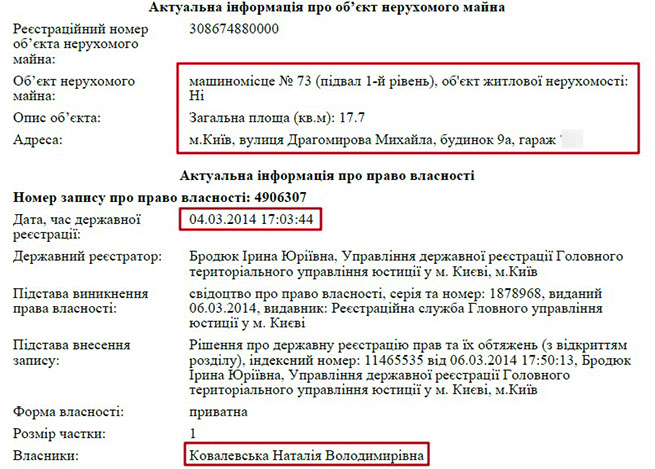 Актуальна інформація про об’єкт нерухомого майна
Реєстраційний номер 308674880000
об’єкта нерухомого
майна:
Об’єкт нерухомого машиномісце № 73 (підвал 1-й рівень), об'єкт житлової нерухомості:
майна: Ні
Опис об’єкта: Загальна площа (кв.м): 17.7
Адреса: м.Київ, вулиця Драгомирова Михайла, будинок 9а, гараж
Актуальна інформація про право власності
Номер запису про право власності: 4906307
Дата, час державної 04.03.2014 17:03:44
реєстрації:
Державний реєстратор: Бродюк Ірина Юріївна, Управління державної реєстрації Головного
територіального управління юстиції у м. Києві, м.Київ
Підстава виникнення свідоцтво про право власності, серія та номер: 1878968, виданий
права власності: 06.03.2014, видавник: Реєстраційна служба Гловного управління
юстиції у м. Києві
Підстава внесення Рішення про державну реєстрацію прав та їх обтяжень (з відкриттям
запису: розділу), індексний номер: 11465535 від 06.03.2014 17:50:13, Бродюк
Ірина Юріївна, Управління державної реєстрації Головного
територіального управління юстиції у м. Києві, м.Київ
Форма власності: приватна
Розмір частки: 1
Власники: Ковалевська Наталія Володимирівна